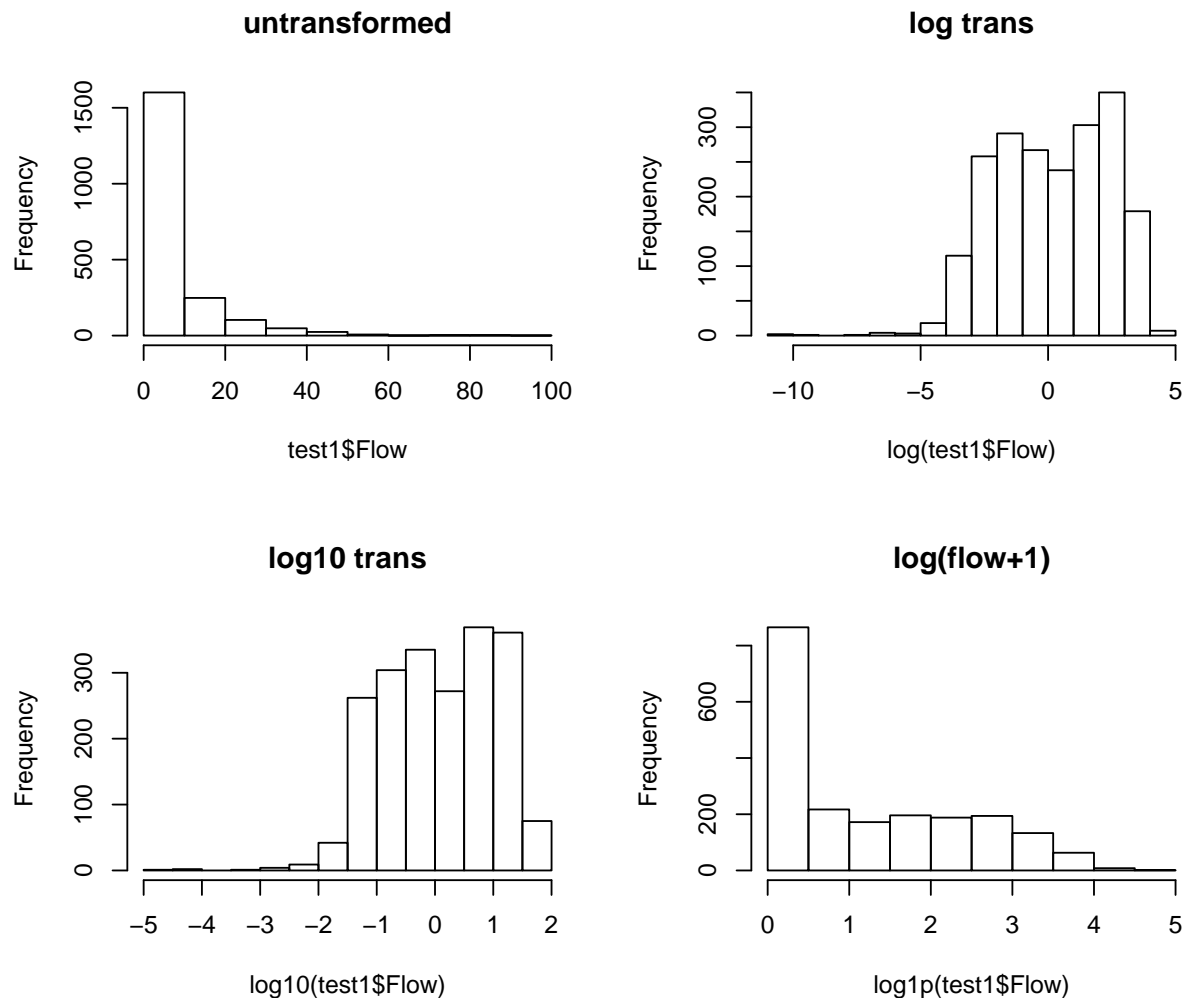 untransformed
Frequency
0 500 1000 1500
0 20 40 60 80 100
test1$Flow
log trans
Frequency
0 100 200 300
−10 −5 0 5
log(test1$Flow)
log10 trans
Frequency
0 100 200 300
−5 −4 −3 −2 −1 0 1 2
log10(test1$Flow)
log(flow+1)
Frequency
0 200 600
0 1 2 3 4 5
log1p(test1$Flow)